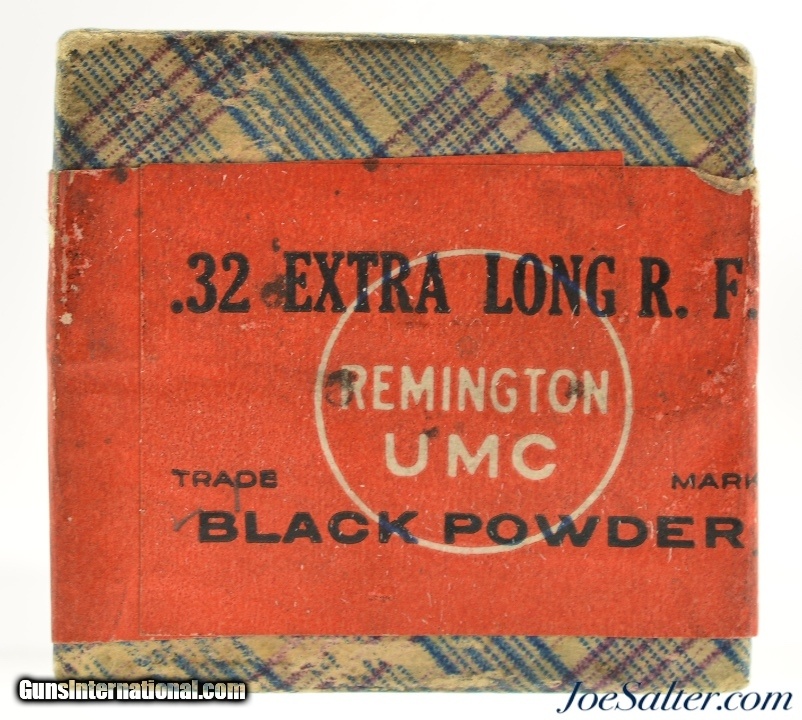 .32 EXTRA LONG R. F.
REMINGTON
UMC
TRADE MARK
BLACK POWDER
GunsInternational.com
JoeSalter.com